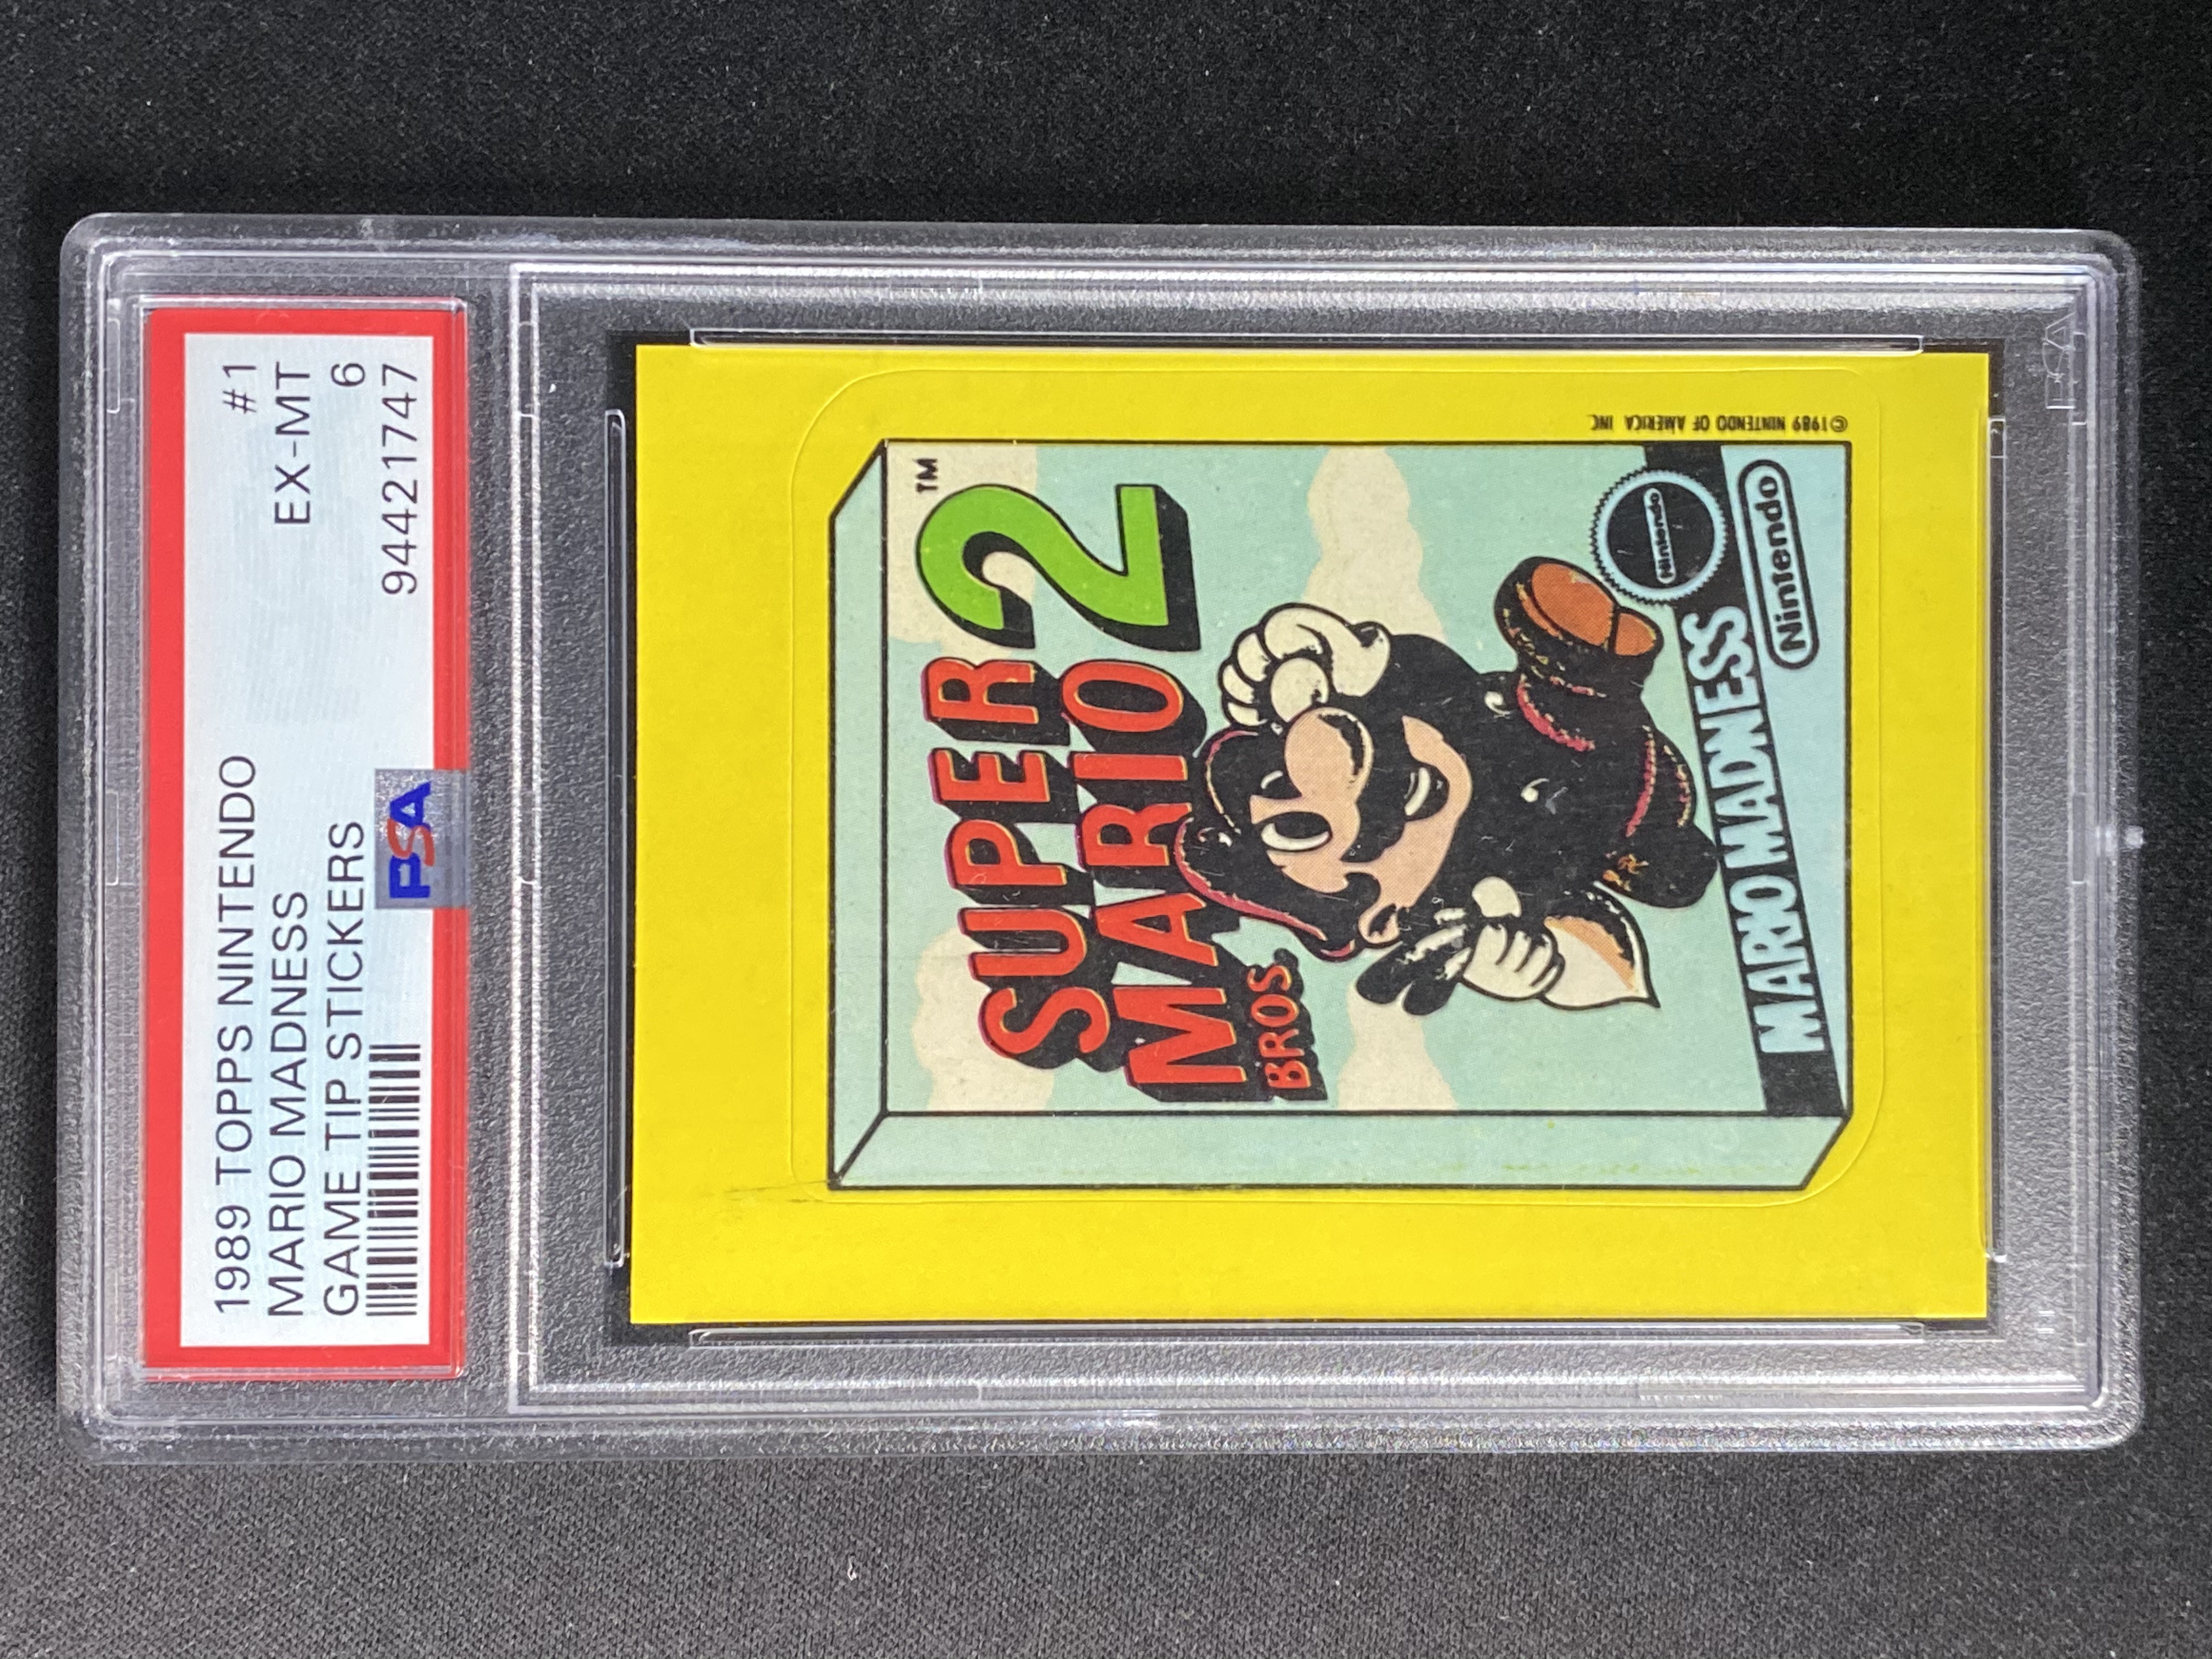 1989 TOPPS NINTENDO #1
MARIO MADNESS EX-MT
GAME TIP STICKERS 6
PSA 94421747
SUPER
MARIO 2
BROS. TM
MARIO MADNESS
Nintendo
Nintendo
©1989 NINTENDO OF AMERICA INC.